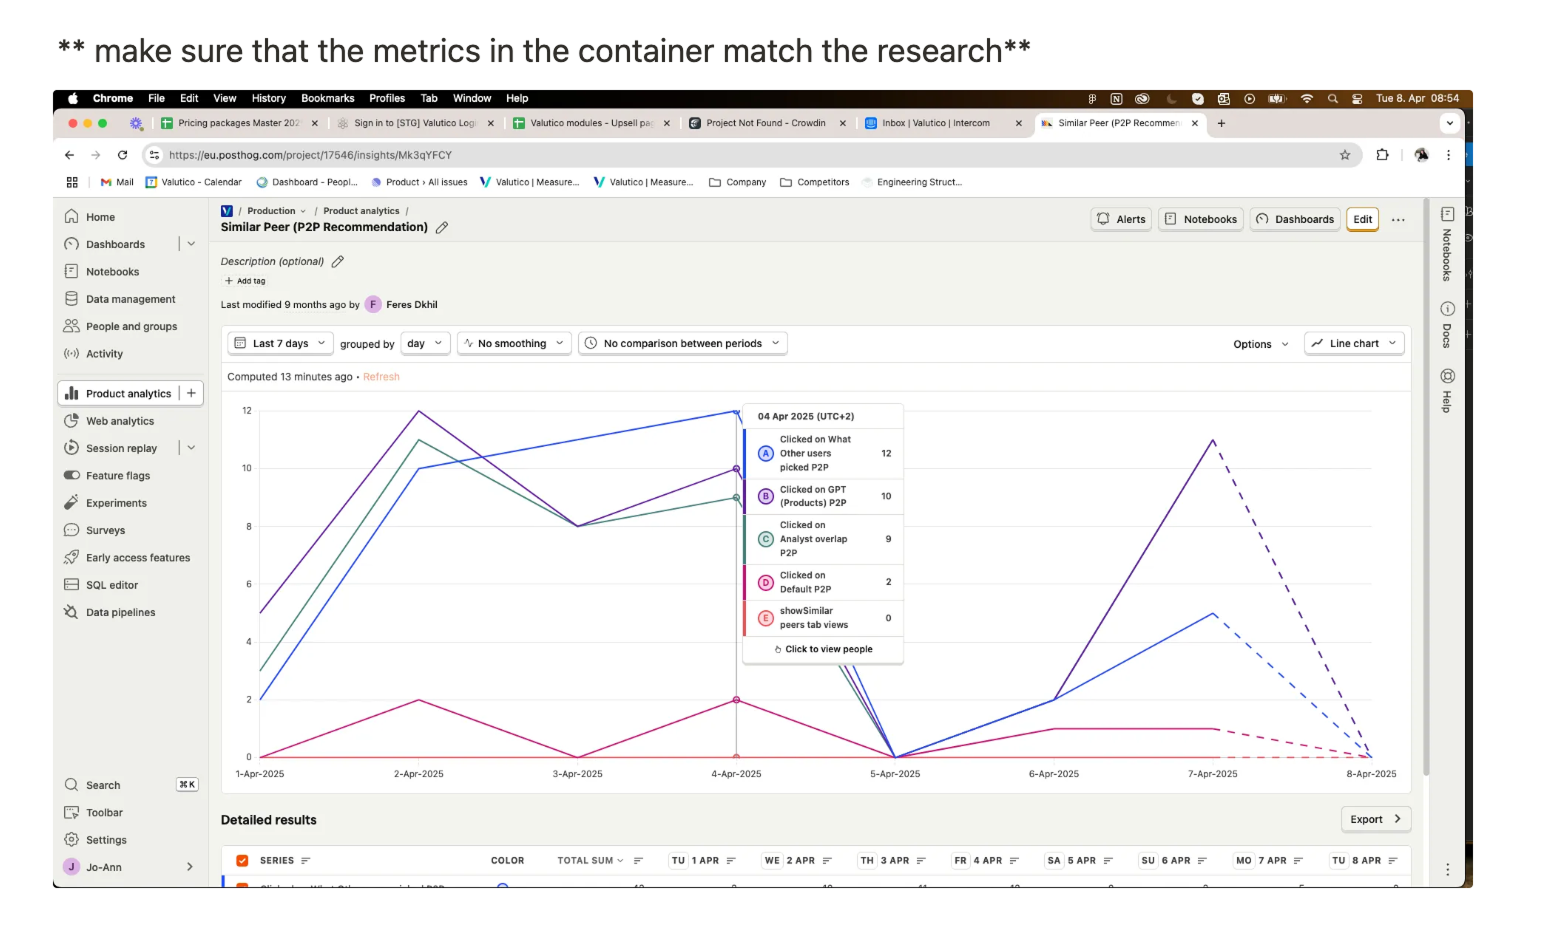 ** make sure that the metrics in the container match the research**
Chrome File Edit View History Bookmarks Profiles Tab Window Help Tue 8. Apr 08:54
Pricing packages Master 202 Sign in to [STG] Valutico Logi Valutico modules - Upsell pag Project Not Found - Crowdin Inbox | Valutico | Intercom Similar Peer (P2P Recommen
https://eu.posthog.com/project/17546/insights/Mk3qYFCY
Mail Valutico - Calendar Dashboard - Peopl... Product › All issues Valutico | Measure... Valutico | Measure... Company Competitors Engineering Struct...
Home
Dashboards
Notebooks
Data management
People and groups
Activity
Product analytics
Web analytics
Session replay
Feature flags
Experiments
Surveys
Early access features
SQL editor
Data pipelines
Search ⌘K
Toolbar
Settings
J Jo-Ann
/ Production / Product analytics /
Similar Peer (P2P Recommendation)
Alerts Notebooks Dashboards Edit
Description (optional)
+ Add tag
Last modified 9 months ago by F Feres Dkhil
Last 7 days grouped by day No smoothing No comparison between periods Options Line chart
Computed 13 minutes ago • Refresh
12
10
8
6
4
2
0
1-Apr-2025 2-Apr-2025 3-Apr-2025 4-Apr-2025 5-Apr-2025 6-Apr-2025 7-Apr-2025 8-Apr-2025
04 Apr 2025 (UTC+2)
A Clicked on What Other users picked P2P 12
B Clicked on GPT (Products) P2P 10
C Clicked on Analyst overlap P2P 9
D Clicked on Default P2P 2
E showSimilar peers tab views 0
Click to view people
Detailed results
Export
SERIES COLOR TOTAL SUM TU 1 APR WE 2 APR TH 3 APR FR 4 APR SA 5 APR SU 6 APR MO 7 APR TU 8 APR
Notebooks
Docs
Help